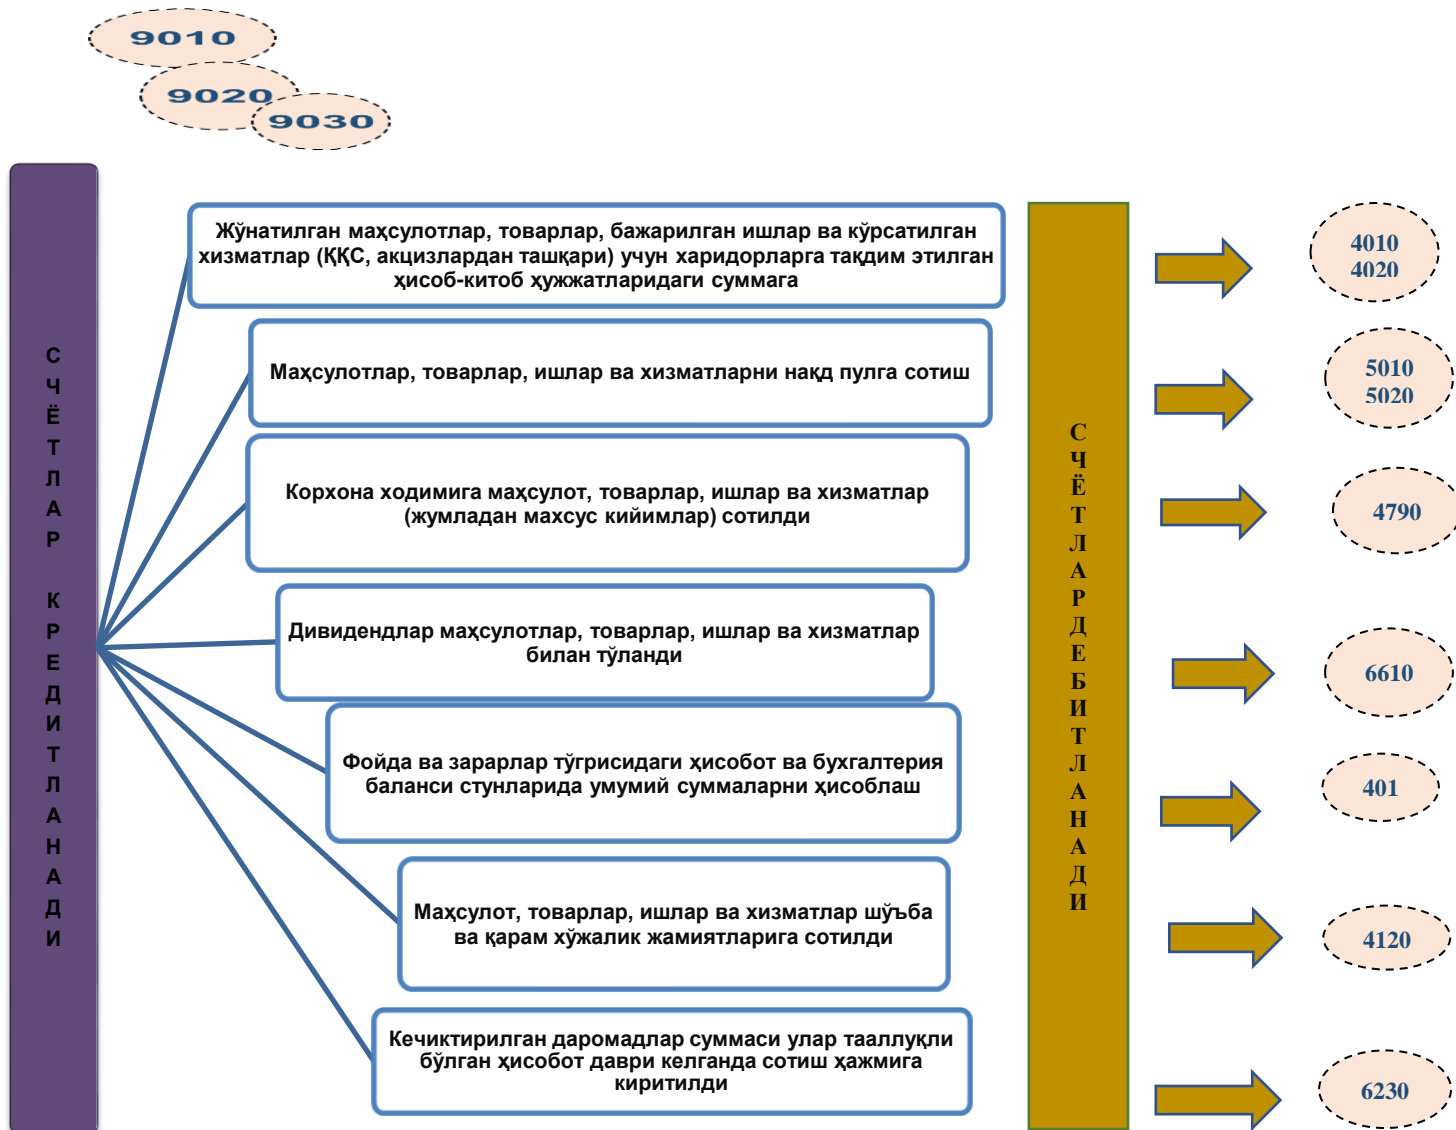 9010
9020
9030
СЧЁТЛАР КРЕДИТЛАНАДИ
Жўнатилган маҳсулотлар, товарлар, бажарилган ишлар ва кўрсатилган
хизматлар (ҚҚС, акцизлардан ташқари) учун харидорларга тақдим этилган
ҳисоб-китоб ҳужжатларидаги суммага
Маҳсулотлар, товарлар, ишлар ва хизматларни нақд пулга сотиш
Корхона ходимига маҳсулот, товарлар, ишлар ва хизматлар
(жумладан махсус кийимлар) сотилди
Дивидендлар маҳсулотлар, товарлар, ишлар ва хизматлар
билан тўланди
Фойда ва зарарлар тўгрисидаги ҳисобот ва бухгалтерия
баланси стунларида умумий суммаларни ҳисоблаш
Маҳсулот, товарлар, ишлар ва хизматлар шўъба
ва қарам хўжалик жамиятларига сотилди
Кечиктирилган даромадлар суммаси улар тааллуқли
бўлган ҳисобот даври келганда сотиш ҳажмига
киритилди
СЧЁТЛАРДЕБИТЛАНАДИ
4010
4020
5010
5020
4790
6610
401
4120
6230